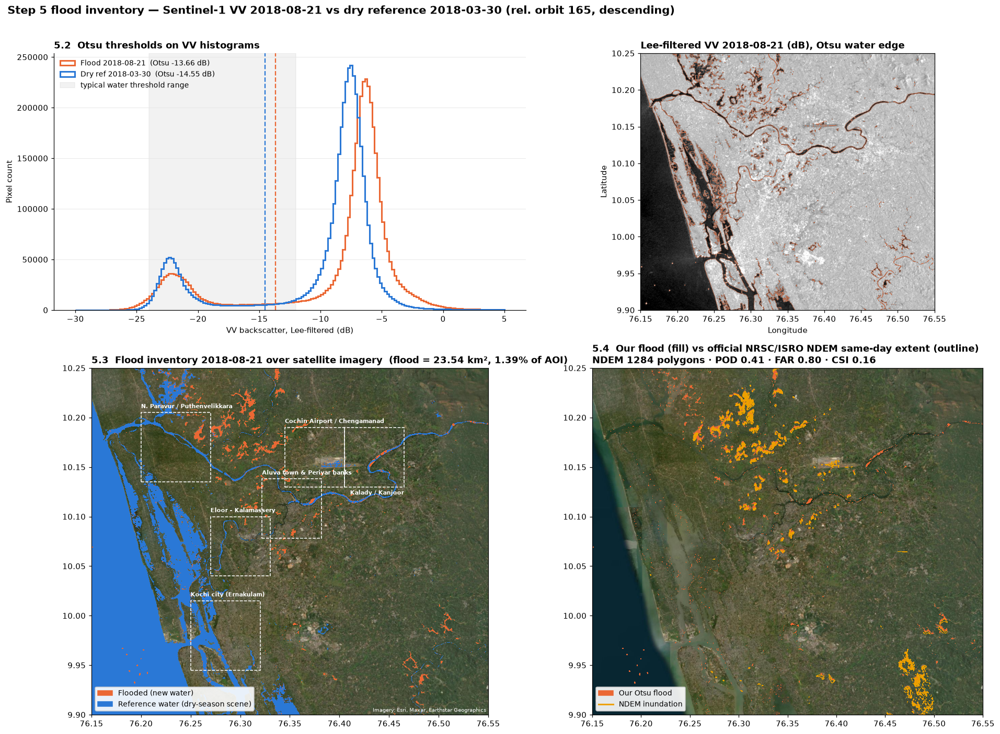 Step 5 flood inventory — Sentinel-1 VV 2018-08-21 vs dry reference 2018-03-30 (rel. orbit 165, descending)
5.2  Otsu thresholds on VV histograms
Flood 2018-08-21  (Otsu -13.66 dB)
Dry ref 2018-03-30  (Otsu -14.55 dB)
typical water threshold range
Pixel count
250000
200000
150000
100000
50000
0
−30
−25
−20
−15
−10
−5
0
5
VV backscatter, Lee-filtered (dB)
Lee-filtered VV 2018-08-21 (dB), Otsu water edge
Latitude
10.25
10.20
10.15
10.10
10.05
10.00
9.95
9.90
76.15
76.20
76.25
76.30
76.35
76.40
76.45
76.50
76.55
Longitude
5.3  Flood inventory 2018-08-21 over satellite imagery  (flood = 23.54 km², 1.39% of AOI)
10.25
10.20
10.15
10.10
10.05
10.00
9.95
9.90
N. Paravur / Puthenvelikkara
Cochin Airport / Chengamanad
Aluva town & Periyar banks
Kalady / Kanjoor
Eloor - Kalamassery
Kochi city (Ernakulam)
Flooded (new water)
Reference water (dry-season scene)
Imagery: Esri, Maxar, Earthstar Geographics
76.15
76.20
76.25
76.30
76.35
76.40
76.45
76.50
76.55
5.4  Our flood (fill) vs official NRSC/ISRO NDEM same-day extent (outline)
NDEM 1284 polygons · POD 0.41 · FAR 0.80 · CSI 0.16
10.25
10.20
10.15
10.10
10.05
10.00
9.95
9.90
Our Otsu flood
NDEM inundation
76.15
76.20
76.25
76.30
76.35
76.40
76.45
76.50
76.55